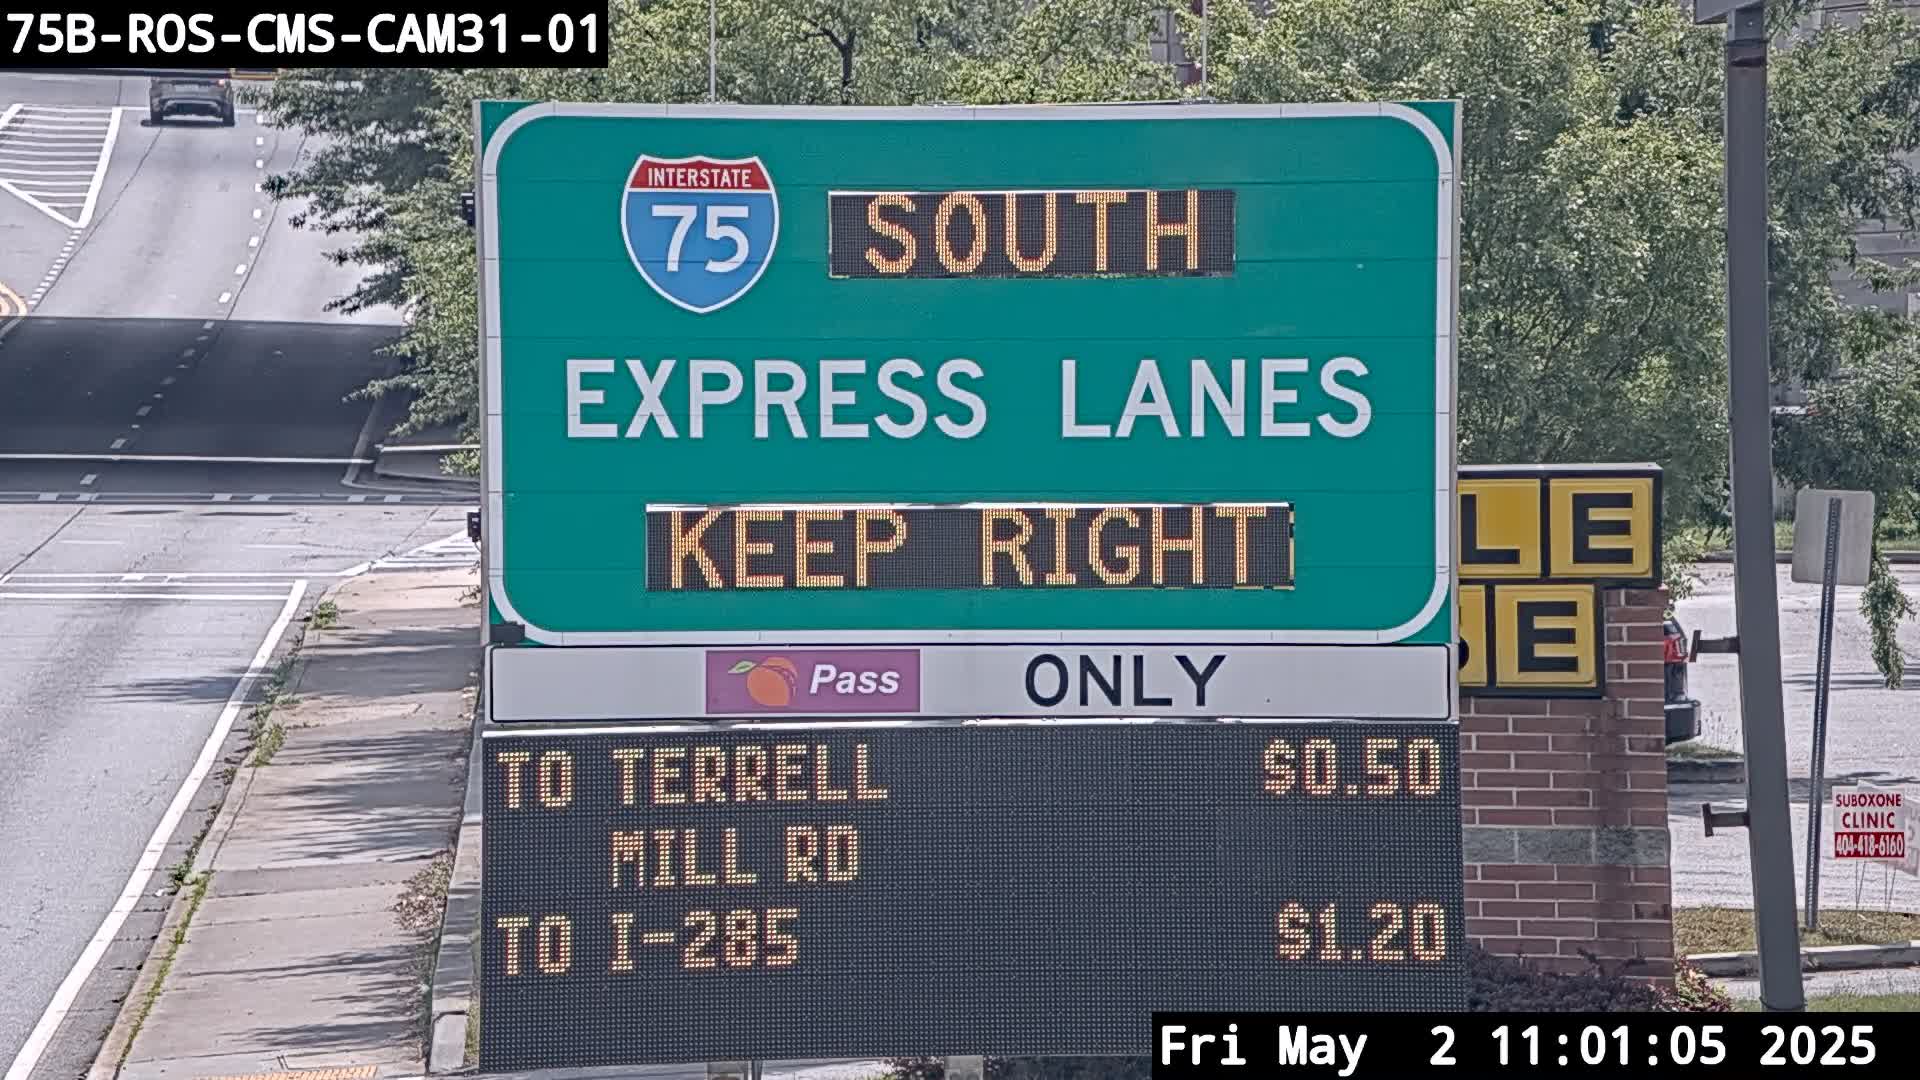 75B-ROS-CMS-CAM31-01
INTERSTATE
75
SOUTH
EXPRESS LANES
KEEP RIGHT
Pass ONLY
TO TERRELL $0.50
MILL RD
TO I-285 $1.20
LE
E
SUBOXONE
CLINIC
404-418-6160
Fri May 2 11:01:05 2025